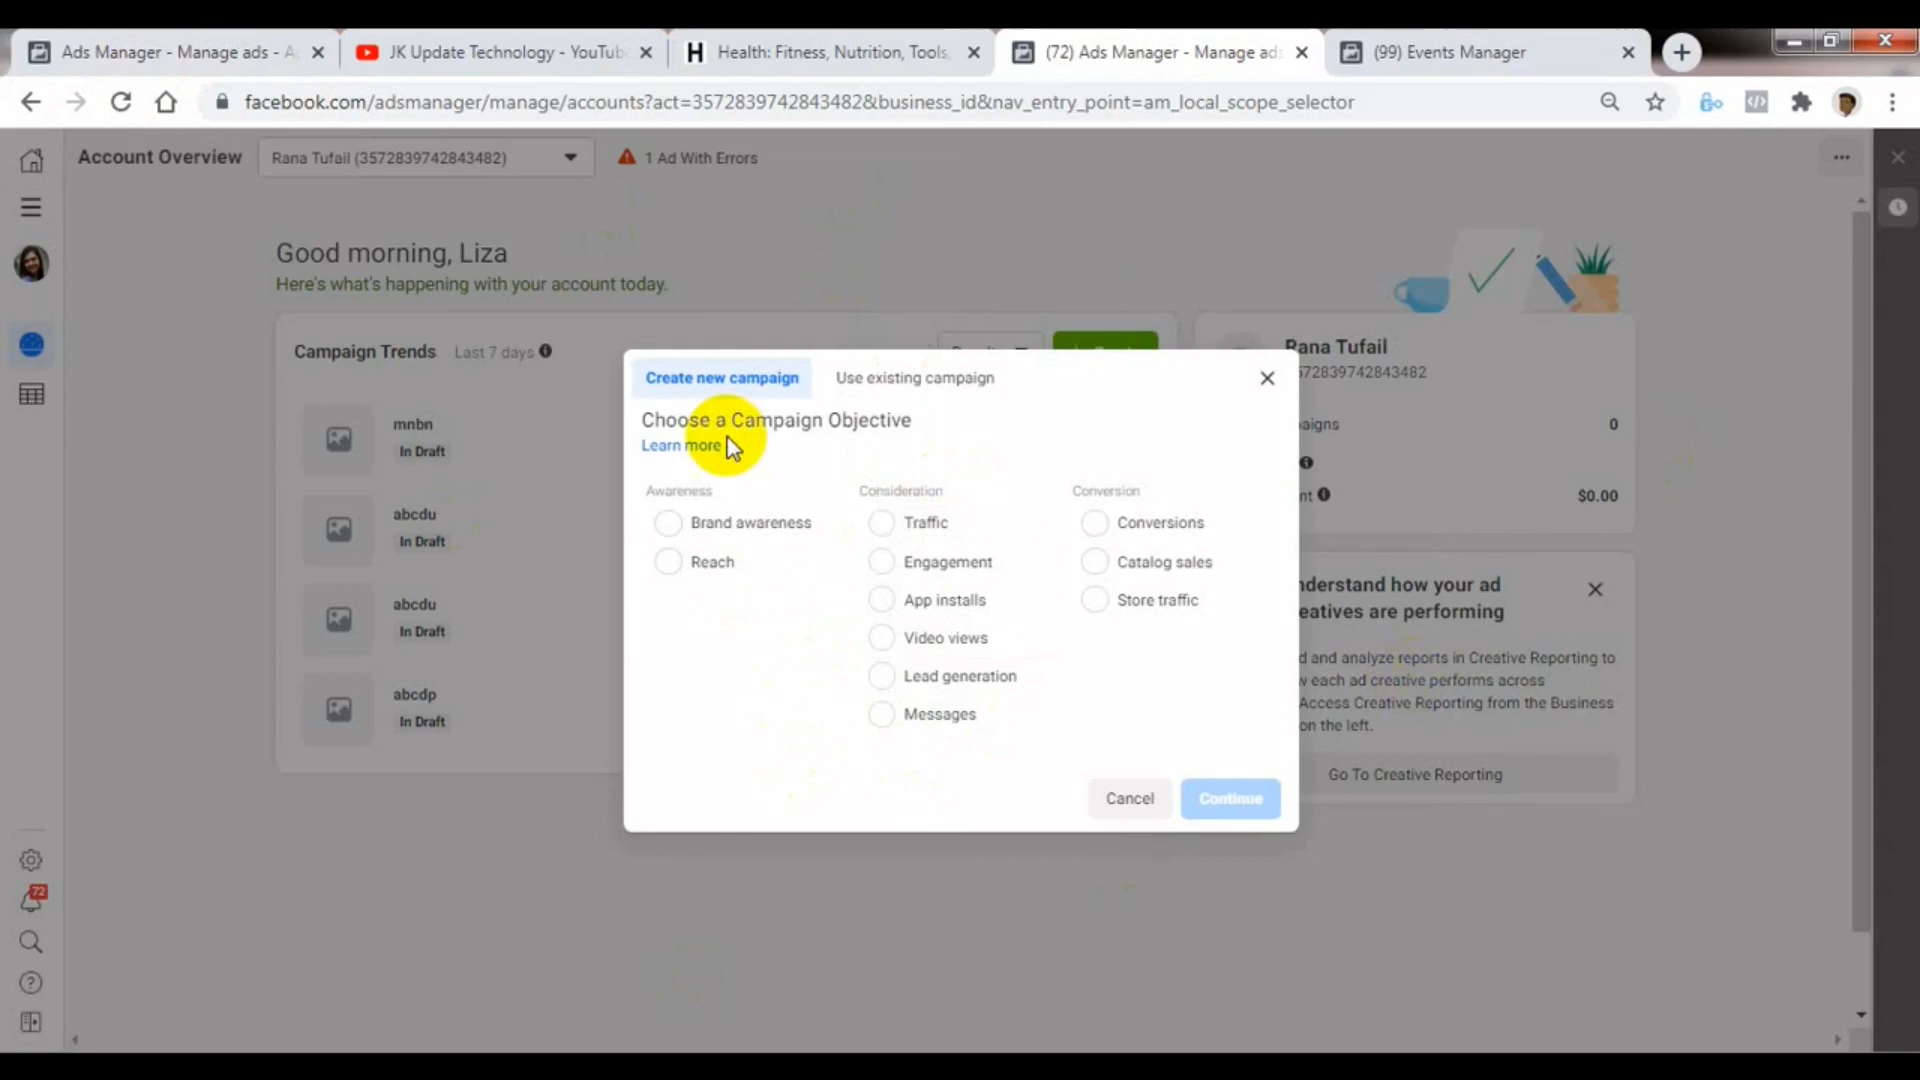 Ads Manager - Manage ads - A
JK Update Technology - YouTub
Health: Fitness, Nutrition, Tools,
(72) Ads Manager - Manage ads
(99) Events Manager
facebook.com/adsmanager/manage/accounts?act=3572839742843482&business_id&nav_entry_point=am_local_scope_selector
Account Overview
Rana Tufail (3572839742843482)
1 Ad With Errors
Good morning, Liza
Here's what's happening with your account today.
Campaign Trends Last 7 days
mnbn
In Draft
abcdu
In Draft
abcdu
In Draft
abcdp
In Draft
Create new campaign
Use existing campaign
Choose a Campaign Objective
Learn more
Awareness
Brand awareness
Reach
Consideration
Traffic
Engagement
App installs
Video views
Lead generation
Messages
Conversion
Conversions
Catalog sales
Store traffic
Cancel
Continue
Rana Tufail
572839742843482
aigns 0
nt $0.00
nderstand how your ad
eatives are performing
d and analyze reports in Creative Reporting to
w each ad creative performs across
Access Creative Reporting from the Business
on the left.
Go To Creative Reporting
72